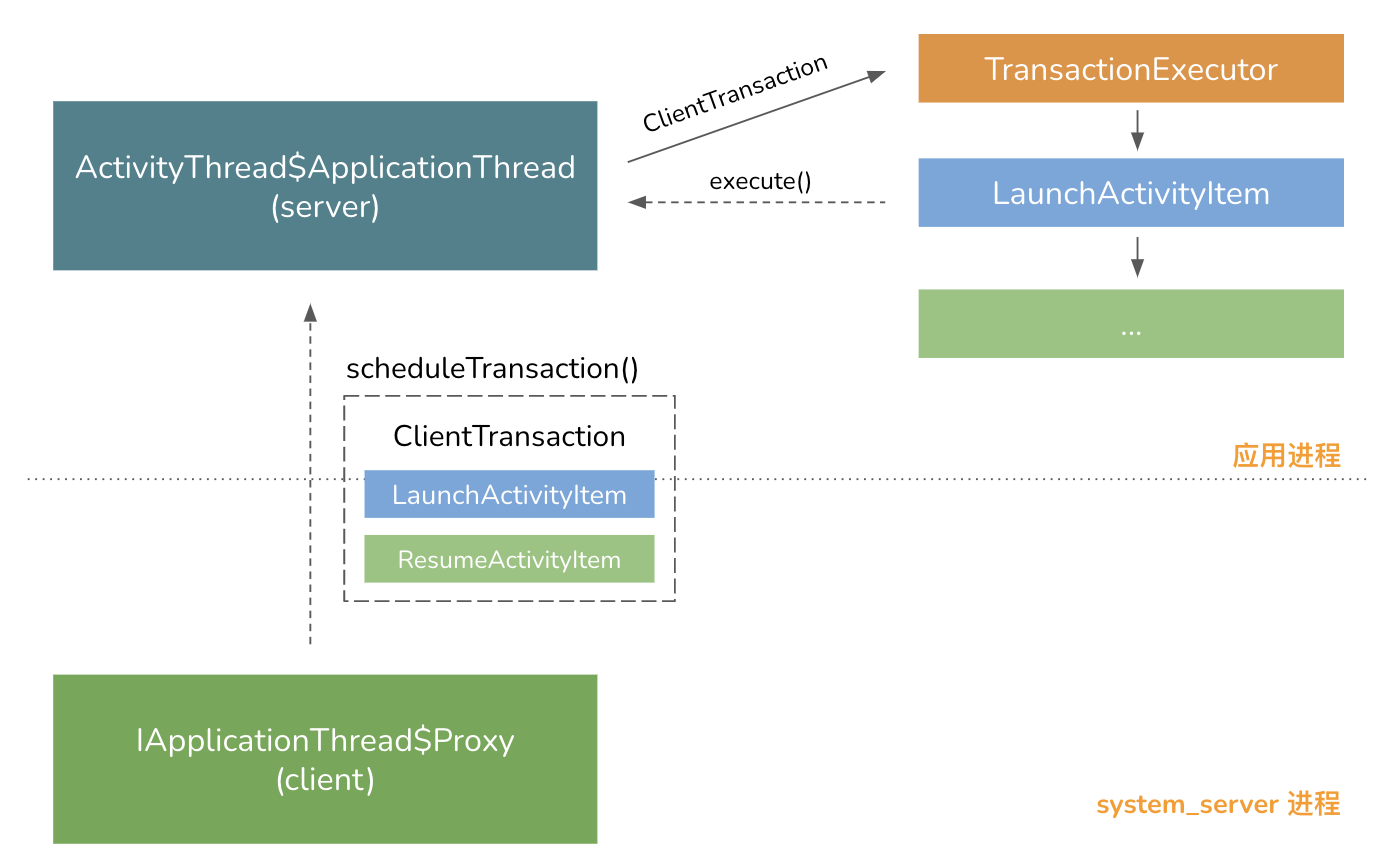 ClientTransaction
TransactionExecutor
ActivityThread$ApplicationThread
(server)
execute()
LaunchActivityItem
...
scheduleTransaction()
ClientTransaction
应用进程
LaunchActivityItem
ResumeActivityItem
IApplicationThread$Proxy
(client)
system_server 进程